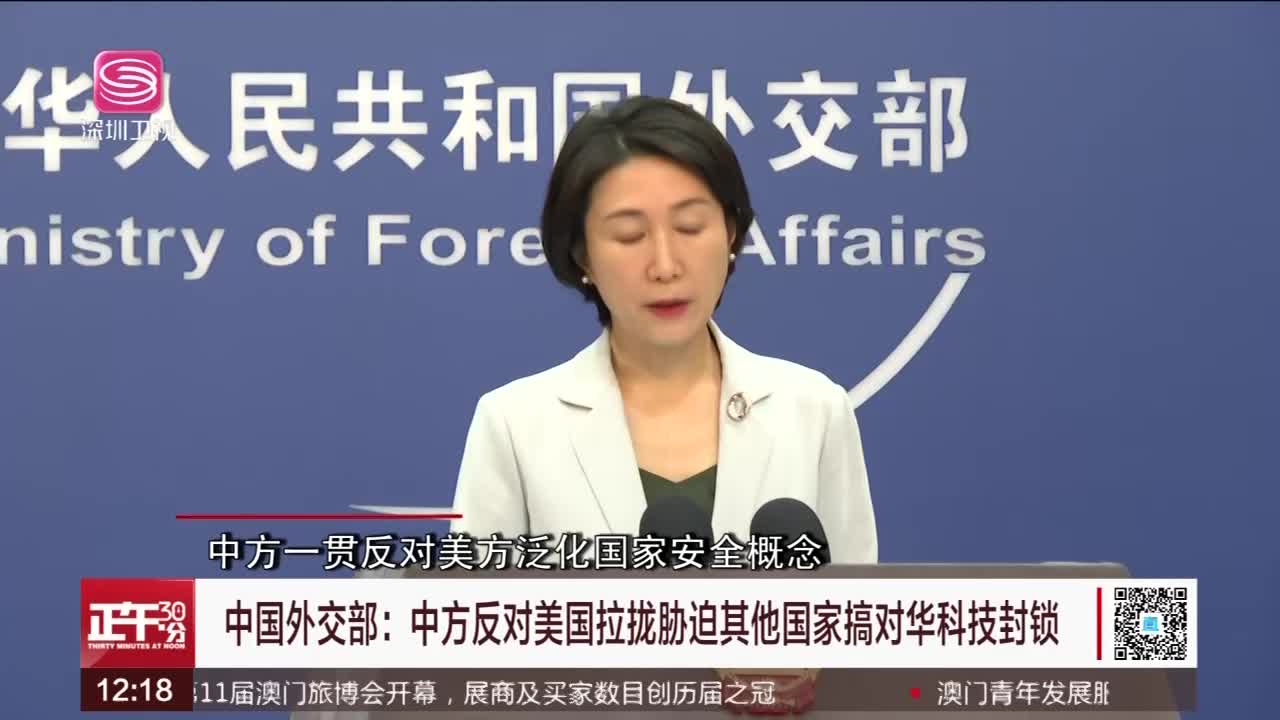 华人民共和国外交部
深圳卫视
nistry of Fore Affairs
中方一贯反对美方泛化国家安全概念
正午30分
THIRTY MINUTES AT NOON
中国外交部：中方反对美国拉拢胁迫其他国家搞对华科技封锁
12:18
第11届澳门旅博会开幕，展商及买家数目创历届之冠
澳门青年发展服